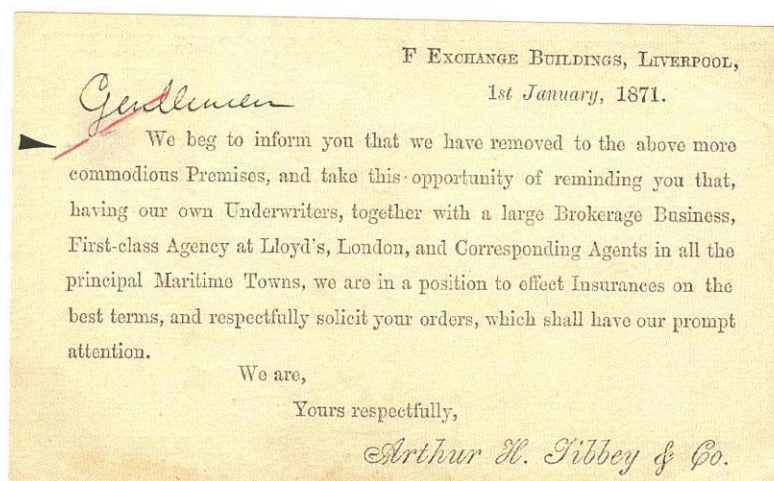 F Exchange Buildings, Liverpool,
1st January, 1871.
Gentlemen
We beg to inform you that we have removed to the above more
commodious Premises, and take this opportunity of reminding you that,
having our own Underwriters, together with a large Brokerage Business,
First-class Agency at Lloyd's, London, and Corresponding Agents in all the
principal Maritime Towns, we are in a position to effect Insurances on the
best terms, and respectfully solicit your orders, which shall have our prompt
attention.
We are,
Yours respectfully,
Arthur H. Tibbey & Co.